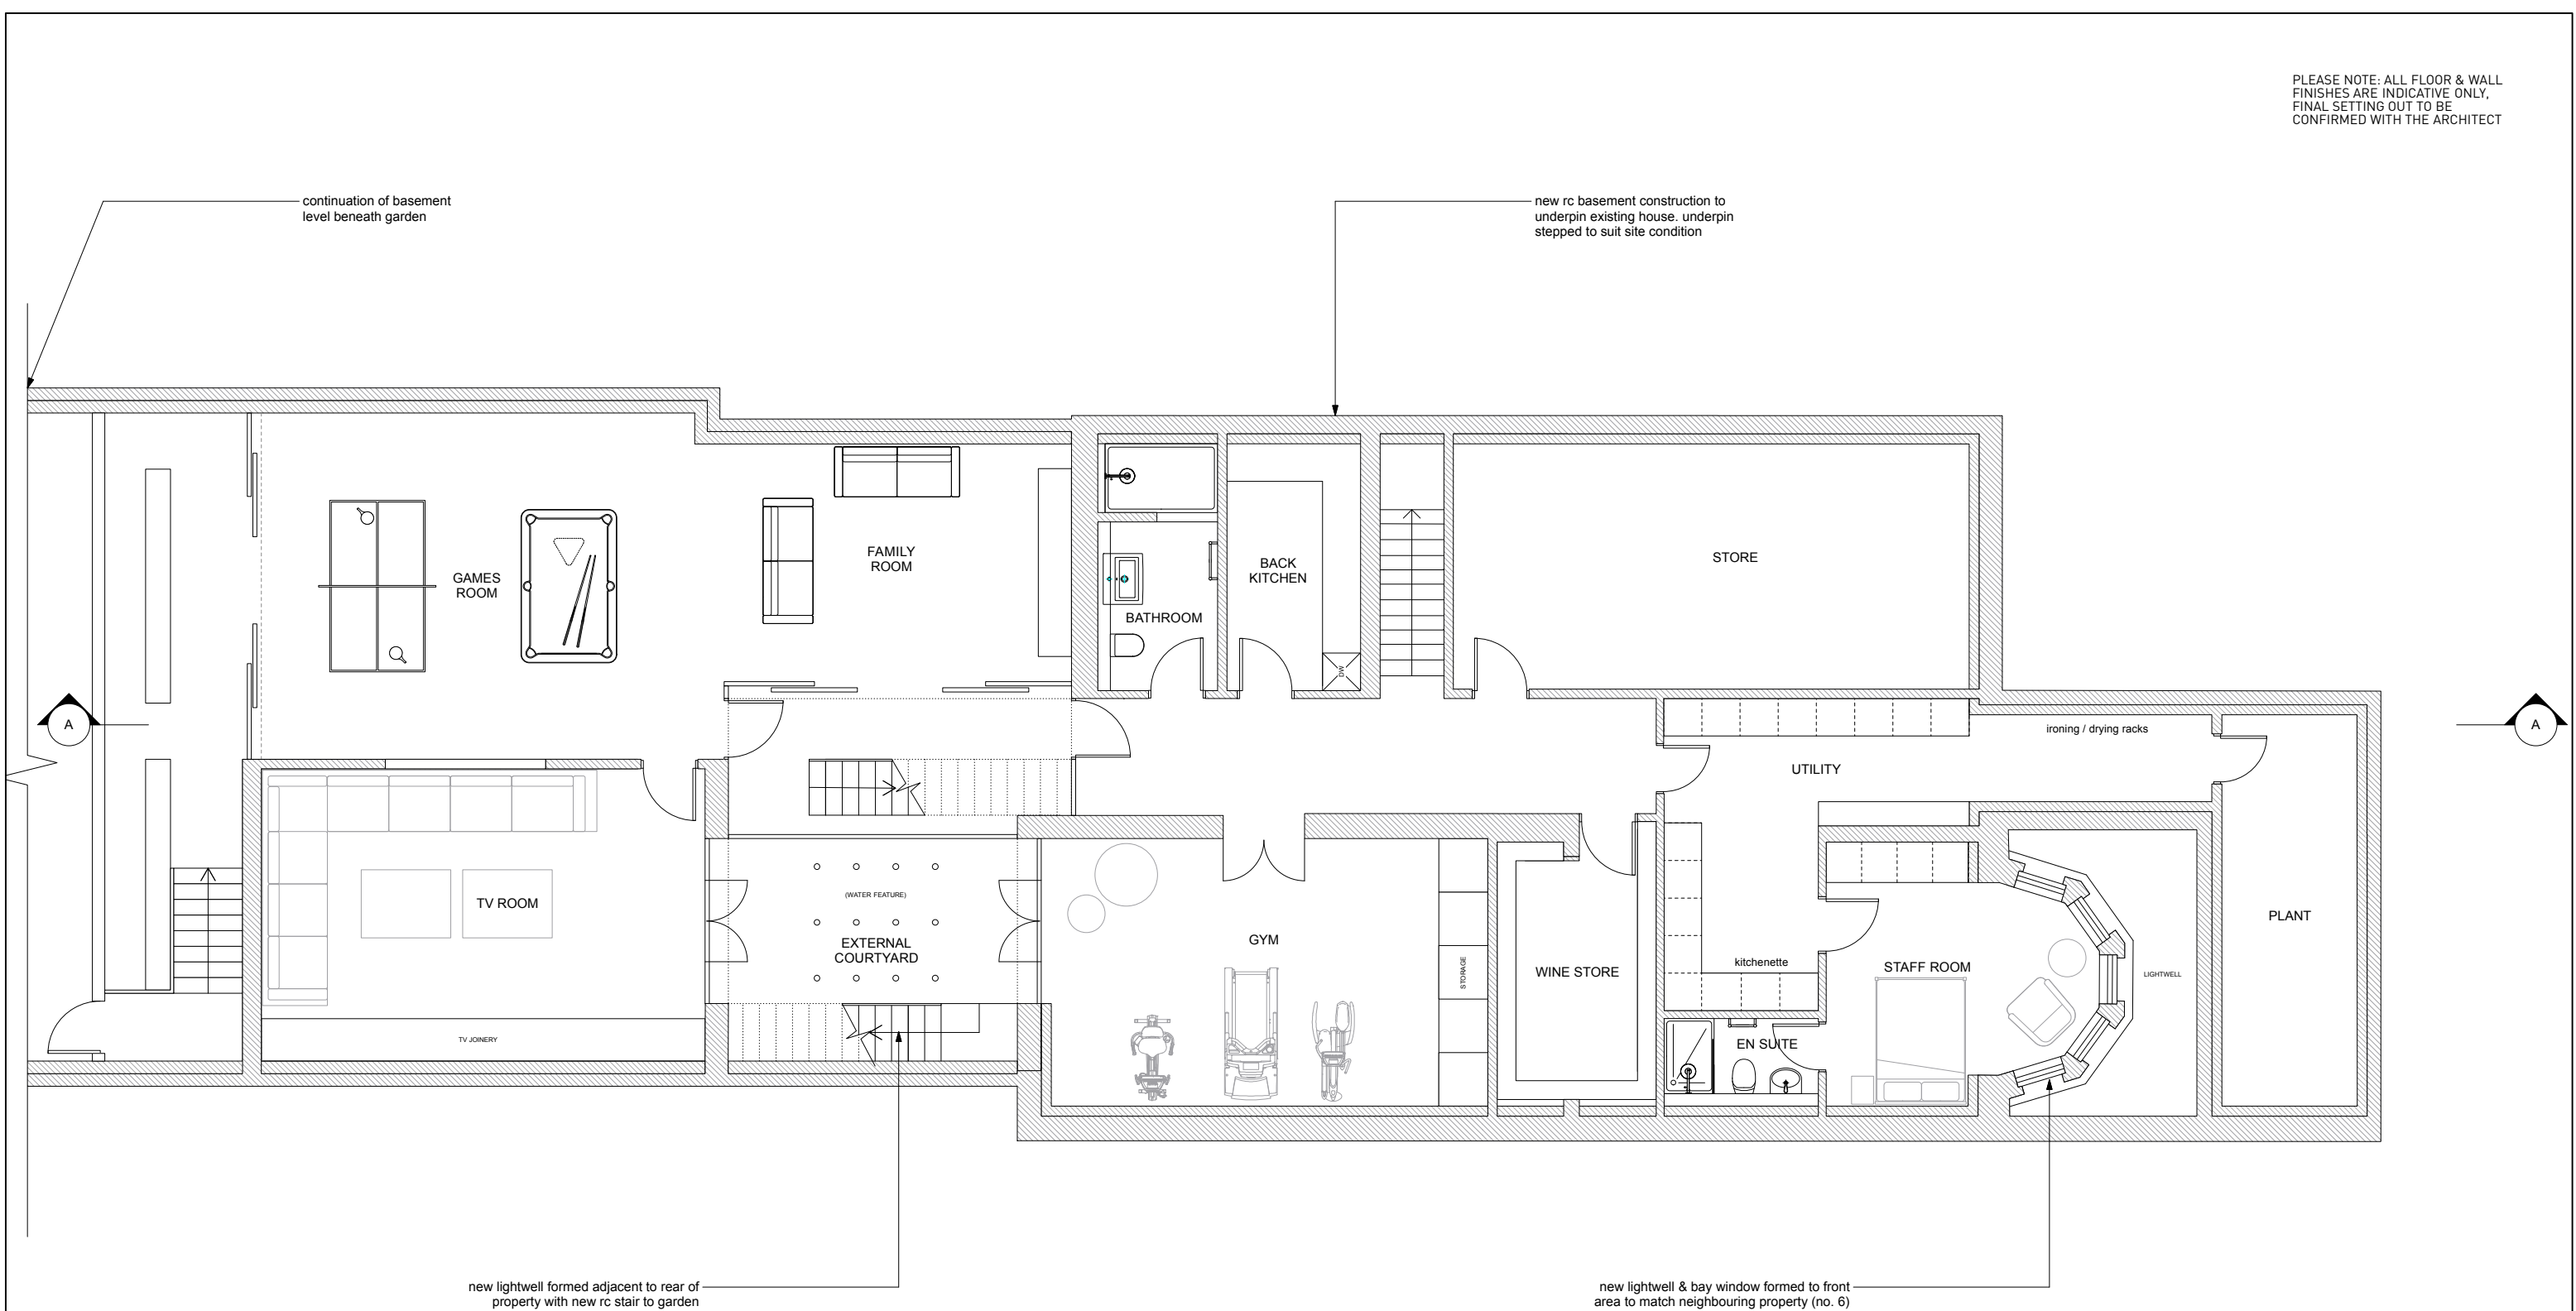 PLEASE NOTE: ALL FLOOR & WALL
FINISHES ARE INDICATIVE ONLY,
FINAL SETTING OUT TO BE
CONFIRMED WITH THE ARCHITECT
continuation of basement
level beneath garden
new rc basement construction to
underpin existing house. underpin
stepped to suit site condition
GAMES
ROOM
FAMILY
ROOM
BATHROOM
BACK
KITCHEN
DW
STORE
A
A
ironing / drying racks
UTILITY
TV ROOM
TV JOINERY
(WATER FEATURE)
EXTERNAL
COURTYARD
GYM
STORAGE
WINE STORE
kitchenette
EN SUITE
STAFF ROOM
LIGHTWELL
PLANT
new lightwell formed adjacent to rear of
property with new rc stair to garden
new lightwell & bay window formed to front
area to match neighbouring property (no. 6)